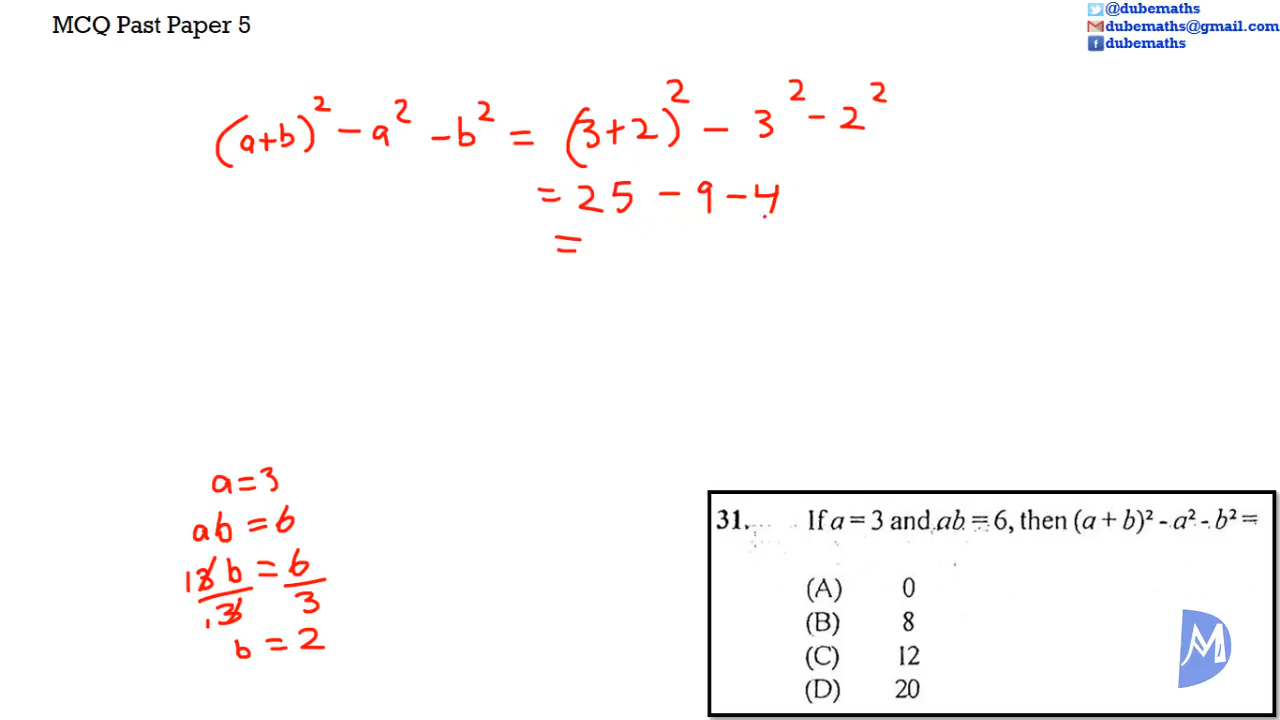 MCQ Past Paper 5
@dubemaths
dubemaths@gmail.com
dubemaths
(a+b)² - a² - b² = (3+2)² - 3² - 2²
= 25 - 9 - 4
=
a = 3
ab = 6
13b = 6
13 3
b = 2
31. If a = 3 and ab = 6, then (a + b)² - a² - b² =
(A) 0
(B) 8
(C) 12
(D) 20
M